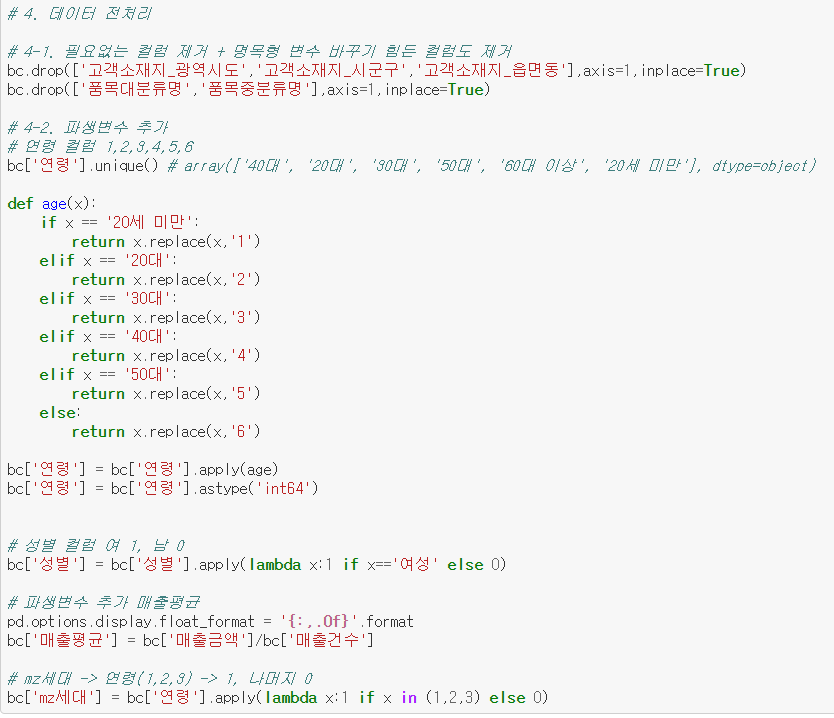 # 4. 데이터 전처리
# 4-1. 필요없는 컬럼 제거 + 명목형 변수 바꾸기 힘든 컬럼도 제거
bc.drop(['고객소재지_광역시도','고객소재지_시군구','고객소재지_읍면동'],axis=1,inplace=True)
bc.drop(['품목대분류명','품목중분류명'],axis=1,inplace=True)
# 4-2. 파생변수 추가
# 연령 컬럼 1,2,3,4,5,6
bc['연령'].unique() # array(['40대', '20대', '30대', '50대', '60대 이상', '20세 미만'], dtype=object)
def age(x):
    if x == '20세 미만':
        return x.replace(x,'1')
    elif x == '20대':
        return x.replace(x,'2')
    elif x == '30대':
        return x.replace(x,'3')
    elif x == '40대':
        return x.replace(x,'4')
    elif x == '50대':
        return x.replace(x,'5')
    else:
        return x.replace(x,'6')
bc['연령'] = bc['연령'].apply(age)
bc['연령'] = bc['연령'].astype('int64')
# 성별 컬럼 여 1, 남 0
bc['성별'] = bc['성별'].apply(lambda x:1 if x=='여성' else 0)
# 파생변수 추가 매출평균
pd.options.display.float_format = '{:,.0f}'.format
bc['매출평균'] = bc['매출금액']/bc['매출건수']
# mz세대 -> 연령(1,2,3) -> 1, 나머지 0
bc['mz세대'] = bc['연령'].apply(lambda x:1 if x in (1,2,3) else 0)